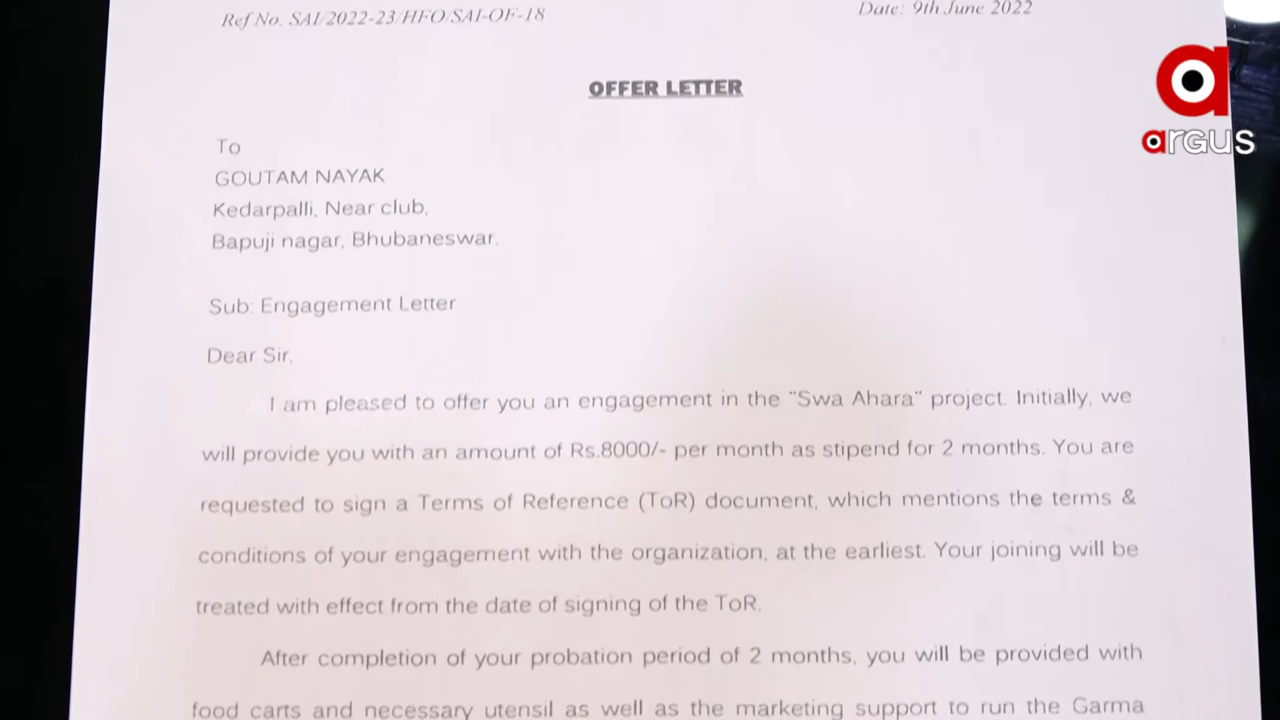 Ref No. SAI/2022-23/HFO/SAI-OF-18
Date: 9th June 2022
OFFER LETTER
To
GOUTAM NAYAK
Kedarpalli, Near club,
Bapuji nagar, Bhubaneswar.
Sub: Engagement Letter
Dear Sir,
I am pleased to offer you an engagement in the "Swa Ahara" project. Initially, we
will provide you with an amount of Rs.8000/- per month as stipend for 2 months. You are
requested to sign a Terms of Reference (ToR) document, which mentions the terms &
conditions of your engagement with the organization, at the earliest. Your joining will be
treated with effect from the date of signing of the ToR.
After completion of your probation period of 2 months, you will be provided with
food carts and necessary utensil as well as the marketing support to run the Garma
a
argus